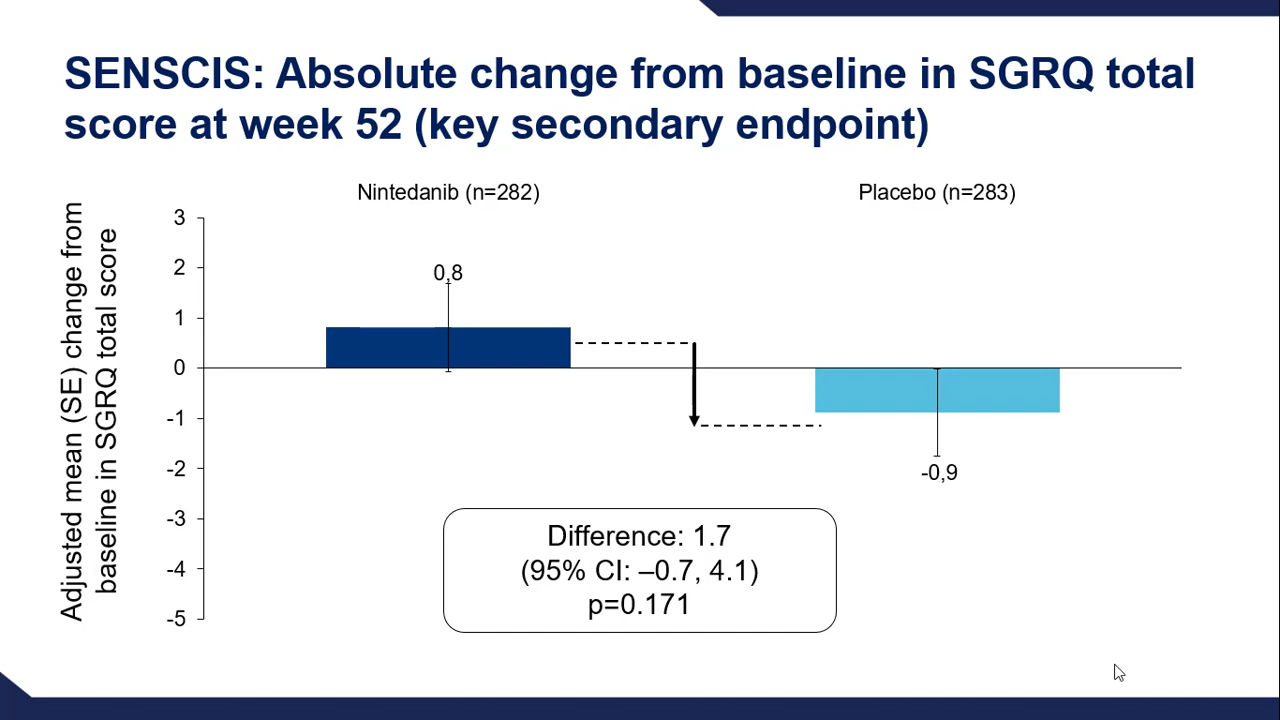 SENSCIS: Absolute change from baseline in SGRQ total
score at week 52 (key secondary endpoint)
Nintedanib (n=282)
Placebo (n=283)
Adjusted mean (SE) change from
baseline in SGRQ total score
3
2
1
0
-1
-2
-3
-4
-5
0,8
-0,9
Difference: 1.7
(95% CI: –0.7, 4.1)
p=0.171